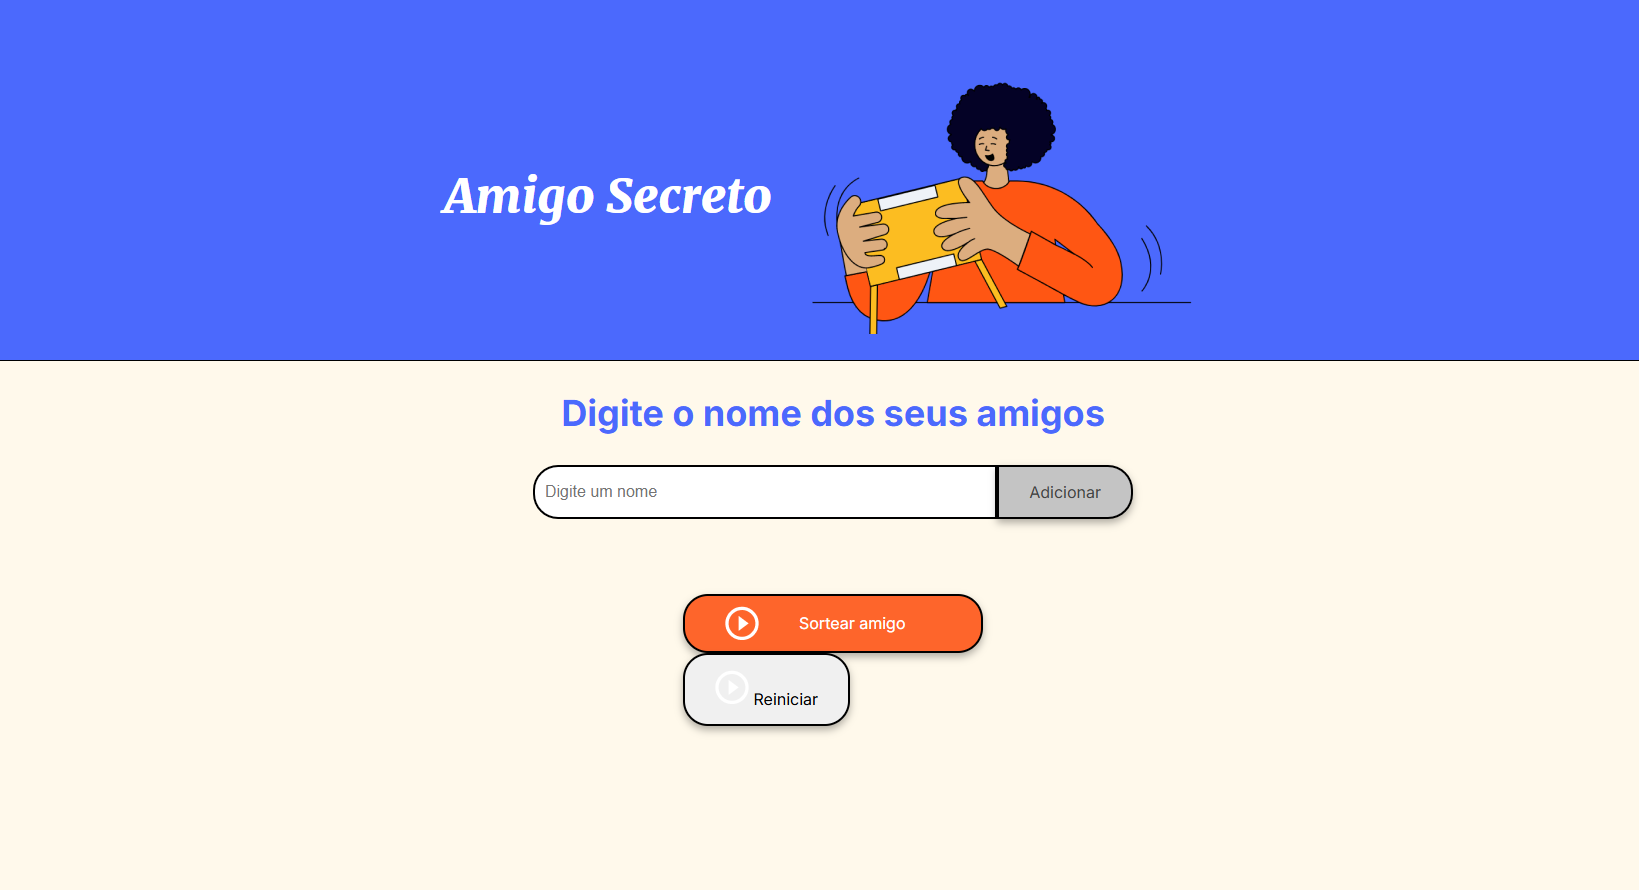 Amigo Secreto
Digite o nome dos seus amigos
Digite um nome
Adicionar
Sortear amigo
Reiniciar